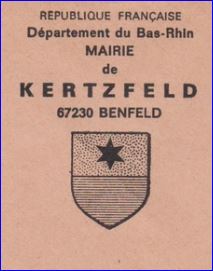 RÉPUBLIQUE FRANÇAISE
Département du Bas-Rhin
MAIRIE
de
KERTZFELD
67230 BENFELD